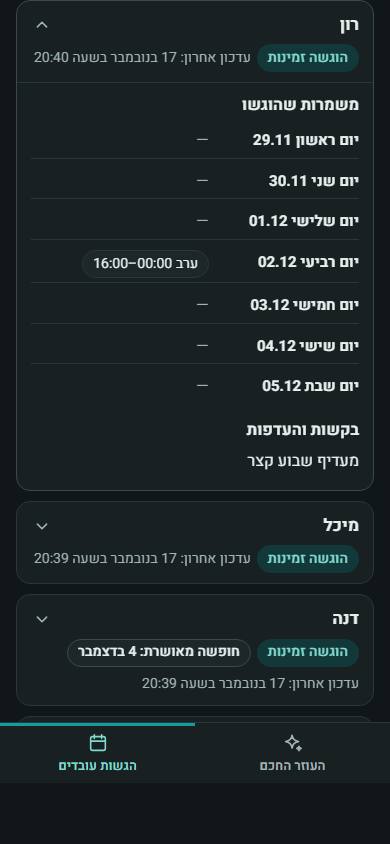 רון
הוגשה זמינות עדכון אחרון: 17 בנובמבר בשעה 20:40
משמרות שהוגשו
יום ראשון 29.11 —
יום שני 30.11 —
יום שלישי 01.12 —
יום רביעי 02.12 ערב 16:00–00:00
יום חמישי 03.12 —
יום שישי 04.12 —
יום שבת 05.12 —
בקשות והעדפות
מעדיף שבוע קצר
מיכל
הוגשה זמינות עדכון אחרון: 17 בנובמבר בשעה 20:39
דנה
הוגשה זמינות חופשה מאושרת: 4 בדצמבר
עדכון אחרון: 17 בנובמבר בשעה 20:39
העוזר החכם הגשות עובדים